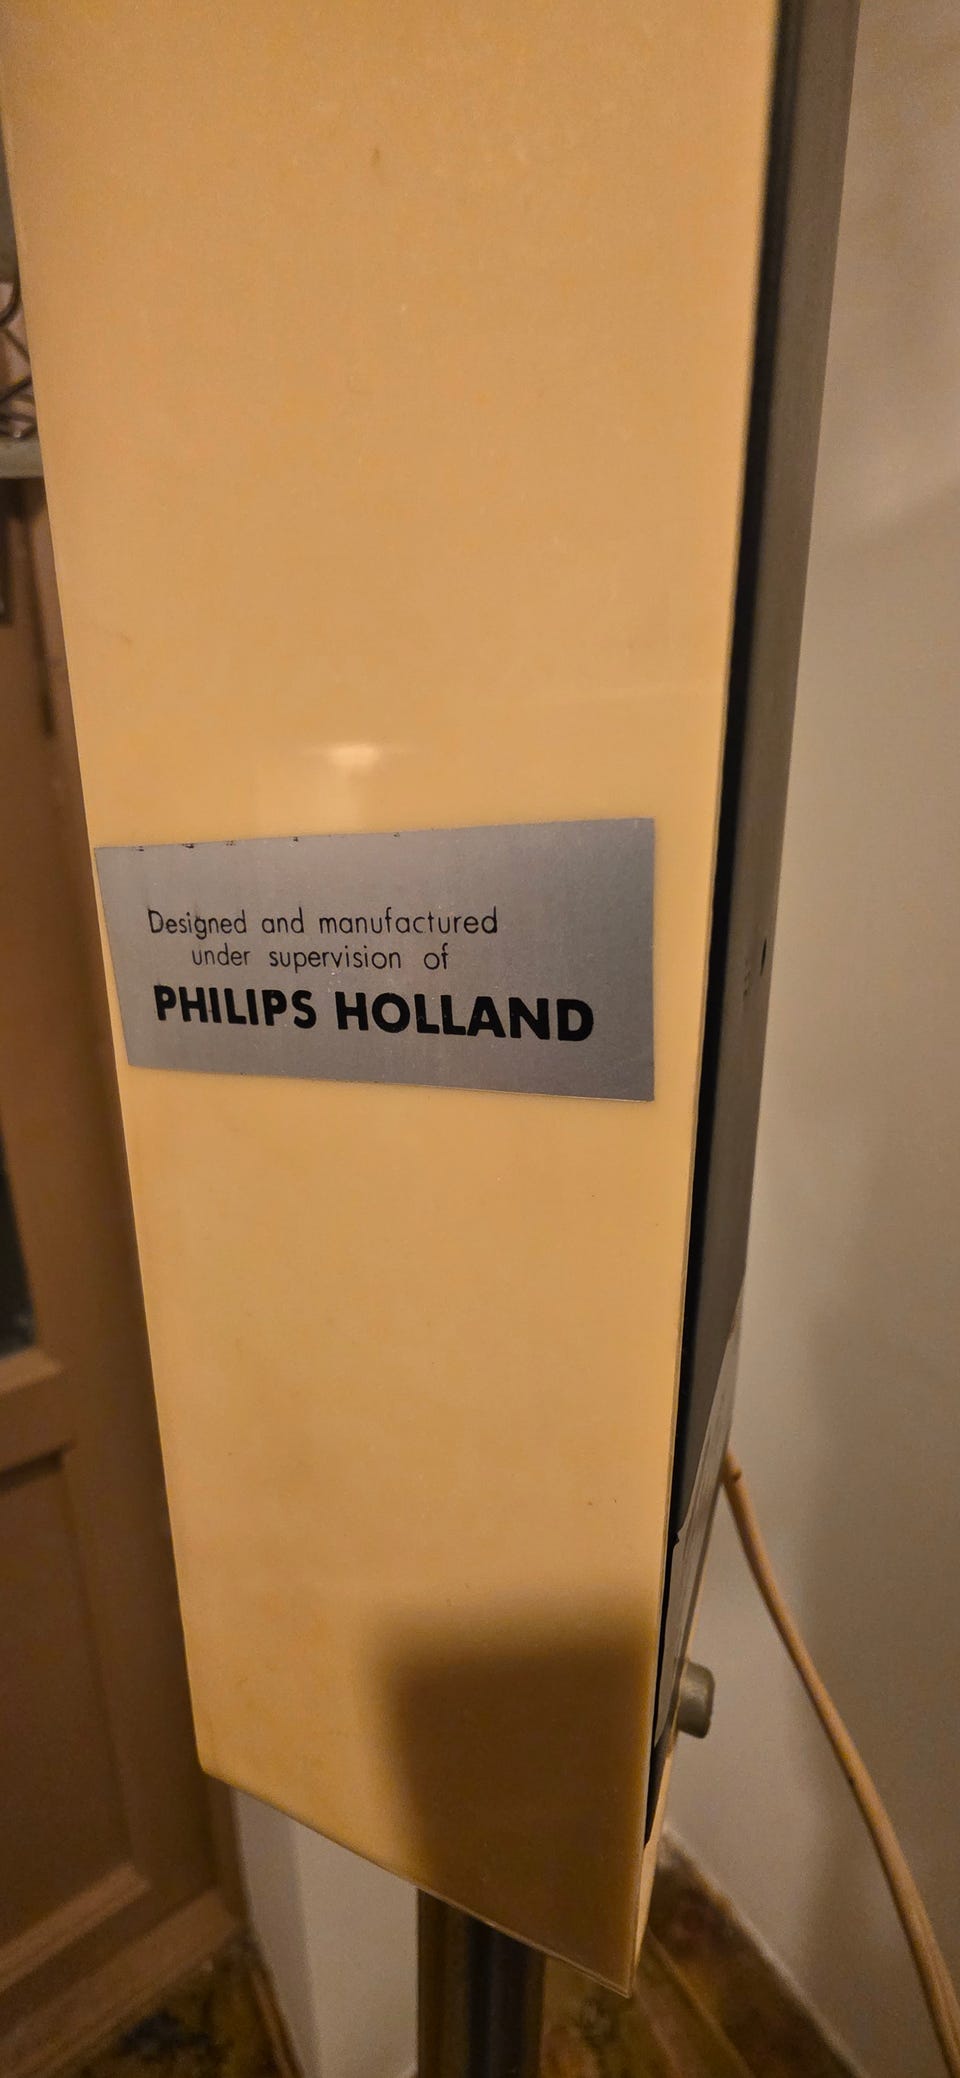 Designed and manufactured
under supervision of
PHILIPS HOLLAND